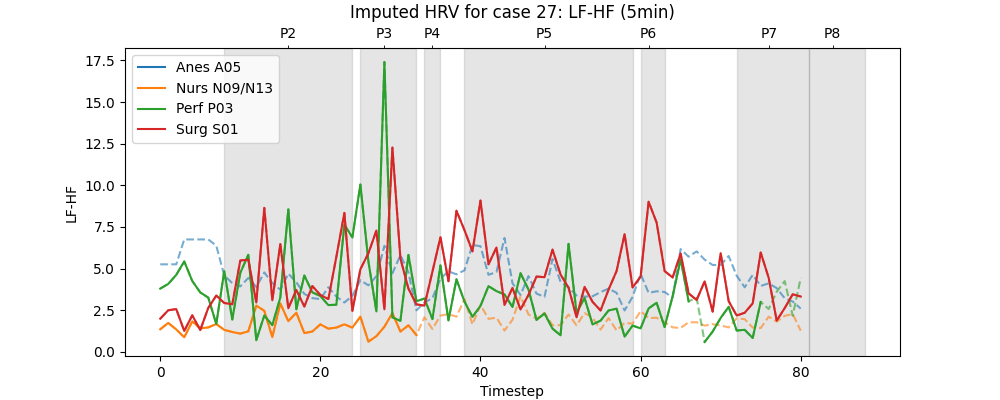 Imputed HRV for case 27: LF-HF (5min)
P2 P3 P4 P5 P6 P7 P8
17.5
15.0
12.5
10.0
7.5
5.0
2.5
0.0
LF-HF
Anes A05
Nurs N09/N13
Perf P03
Surg S01
0 20 40 60 80
Timestep